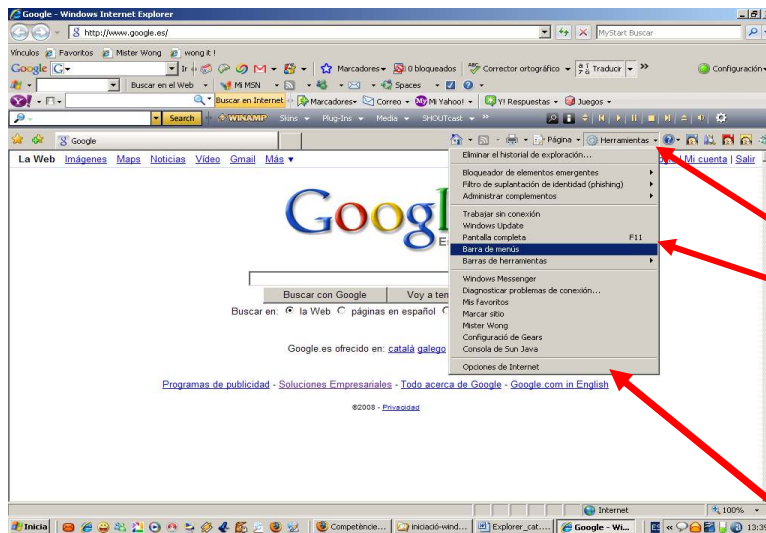 Google - Windows Internet Explorer
http://www.google.es/
MyStart Buscar
Vínculos Favoritos Mister Wong wong it !
Google G Ir Marcadores 0 bloqueados Corrector ortográfico Traducir Configuración
Buscar en el Web Mi MSN Spaces
Buscar en Internet Marcadores Correo Mi Yahoo! Y! Respuestas Juegos
Search WINAMP Skins Plug-Ins Media SHOUTcast
Google Página Herramientas
La Web Imágenes Maps Noticias Vídeo Gmail Más Mi cuenta | Salir
Eliminar el historial de exploración...
Bloqueador de elementos emergentes
Filtro de suplantación de identidad (phishing)
Administrar complementos
Trabajar sin conexión
Windows Update
Pantalla completa F11
Barra de menús
Barras de herramientas
Windows Messenger
Diagnosticar problemas de conexión...
Mis favoritos
Marcar sitio
Mister Wong
Configuració de Gears
Consola de Sun Java
Opciones de Internet
Goog
E
Buscar con Google Voy a ten
Buscar en: la Web páginas en español
Google.es ofrecido en: català galego
Programas de publicidad - Soluciones Empresariales - Todo acerca de Google - Google.com in English
©2008 - Privacidad
Internet 100%
Inicia Competèncie... iniciació-wind... Explorer_cat.... Google - Wi... 13:39